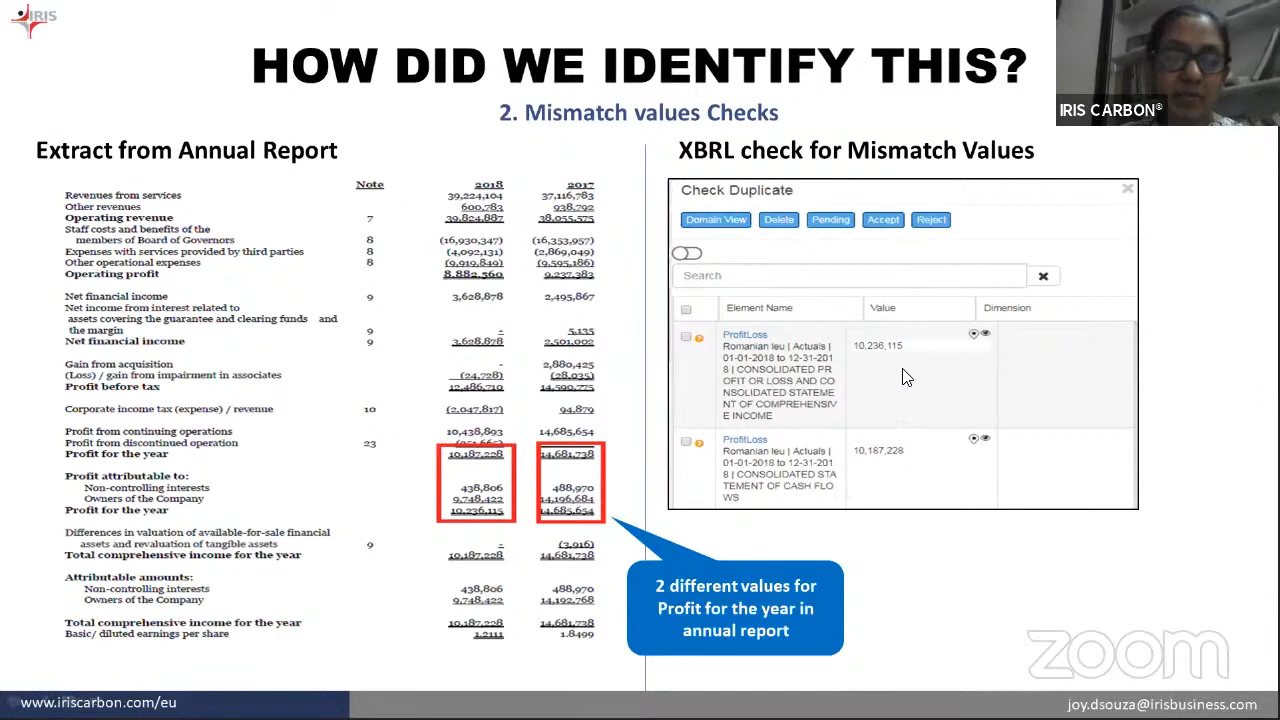 IRIS
HOW DID WE IDENTIFY THIS?
2. Mismatch values Checks
IRIS CARBON®
Extract from Annual Report
Note 2018 2017
Revenues from services 39,224,104 37,116,783
Other revenues 600,783 938,792
Operating revenue 7 39,824,887 38,055,575
Staff costs and benefits of the
members of Board of Governors 8 (16,930,347) (16,353,957)
Expenses with services provided by third parties 8 (4,092,131) (2,869,049)
Other operational expenses 8 (9,919,849) (9,595,186)
Operating profit 8,882,560 9,237,383
Net financial income 9 3,628,878 2,495,867
Net income from interest related to
assets covering the guarantee and clearing funds and
the margin 9 - 5,135
Net financial income 9 3,628,878 2,501,002
Gain from acquisition - 2,880,425
(Loss) / gain from impairment in associates (24,728) (28,035)
Profit before tax 12,486,710 14,590,775
Corporate income tax (expense) / revenue 10 (2,047,817) 94,879
Profit from continuing operations 10,438,893 14,685,654
Profit from discontinued operation 23 (251,665)
Profit for the year 10,187,228 14,681,738
Profit attributable to:
Non-controlling interests 438,806 488,970
Owners of the Company 9,748,422 14,196,684
Profit for the year 10,236,115 14,685,654
Differences in valuation of available-for-sale financial
assets and revaluation of tangible assets 9 - (3,916)
Total comprehensive income for the year 10,187,228 14,681,738
Attributable amounts:
Non-controlling interests 438,806 488,970
Owners of the Company 9,748,422 14,192,768
Total comprehensive income for the year 10,187,228 14,681,738
Basic/ diluted earnings per share 1.2111 1.8499
2 different values for
Profit for the year in
annual report
XBRL check for Mismatch Values
Check Duplicate
Domain View Delete Pending Accept Reject
Search
Element Name Value Dimension
ProfitLoss
Romanian leu | Actuals | 10,236,115
01-01-2018 to 12-31-201
8 | CONSOLIDATED PR
OFIT OR LOSS AND CO
NSOLIDATED STATEME
NT OF COMPREHENSIV
E INCOME
ProfitLoss
Romanian leu | Actuals | 10,187,228
01-01-2018 to 12-31-201
8 | CONSOLIDATED STA
TEMENT OF CASH FLO
WS
zoom
www.iriscarbon.com/eu
joy.dsouza@irisbusiness.com